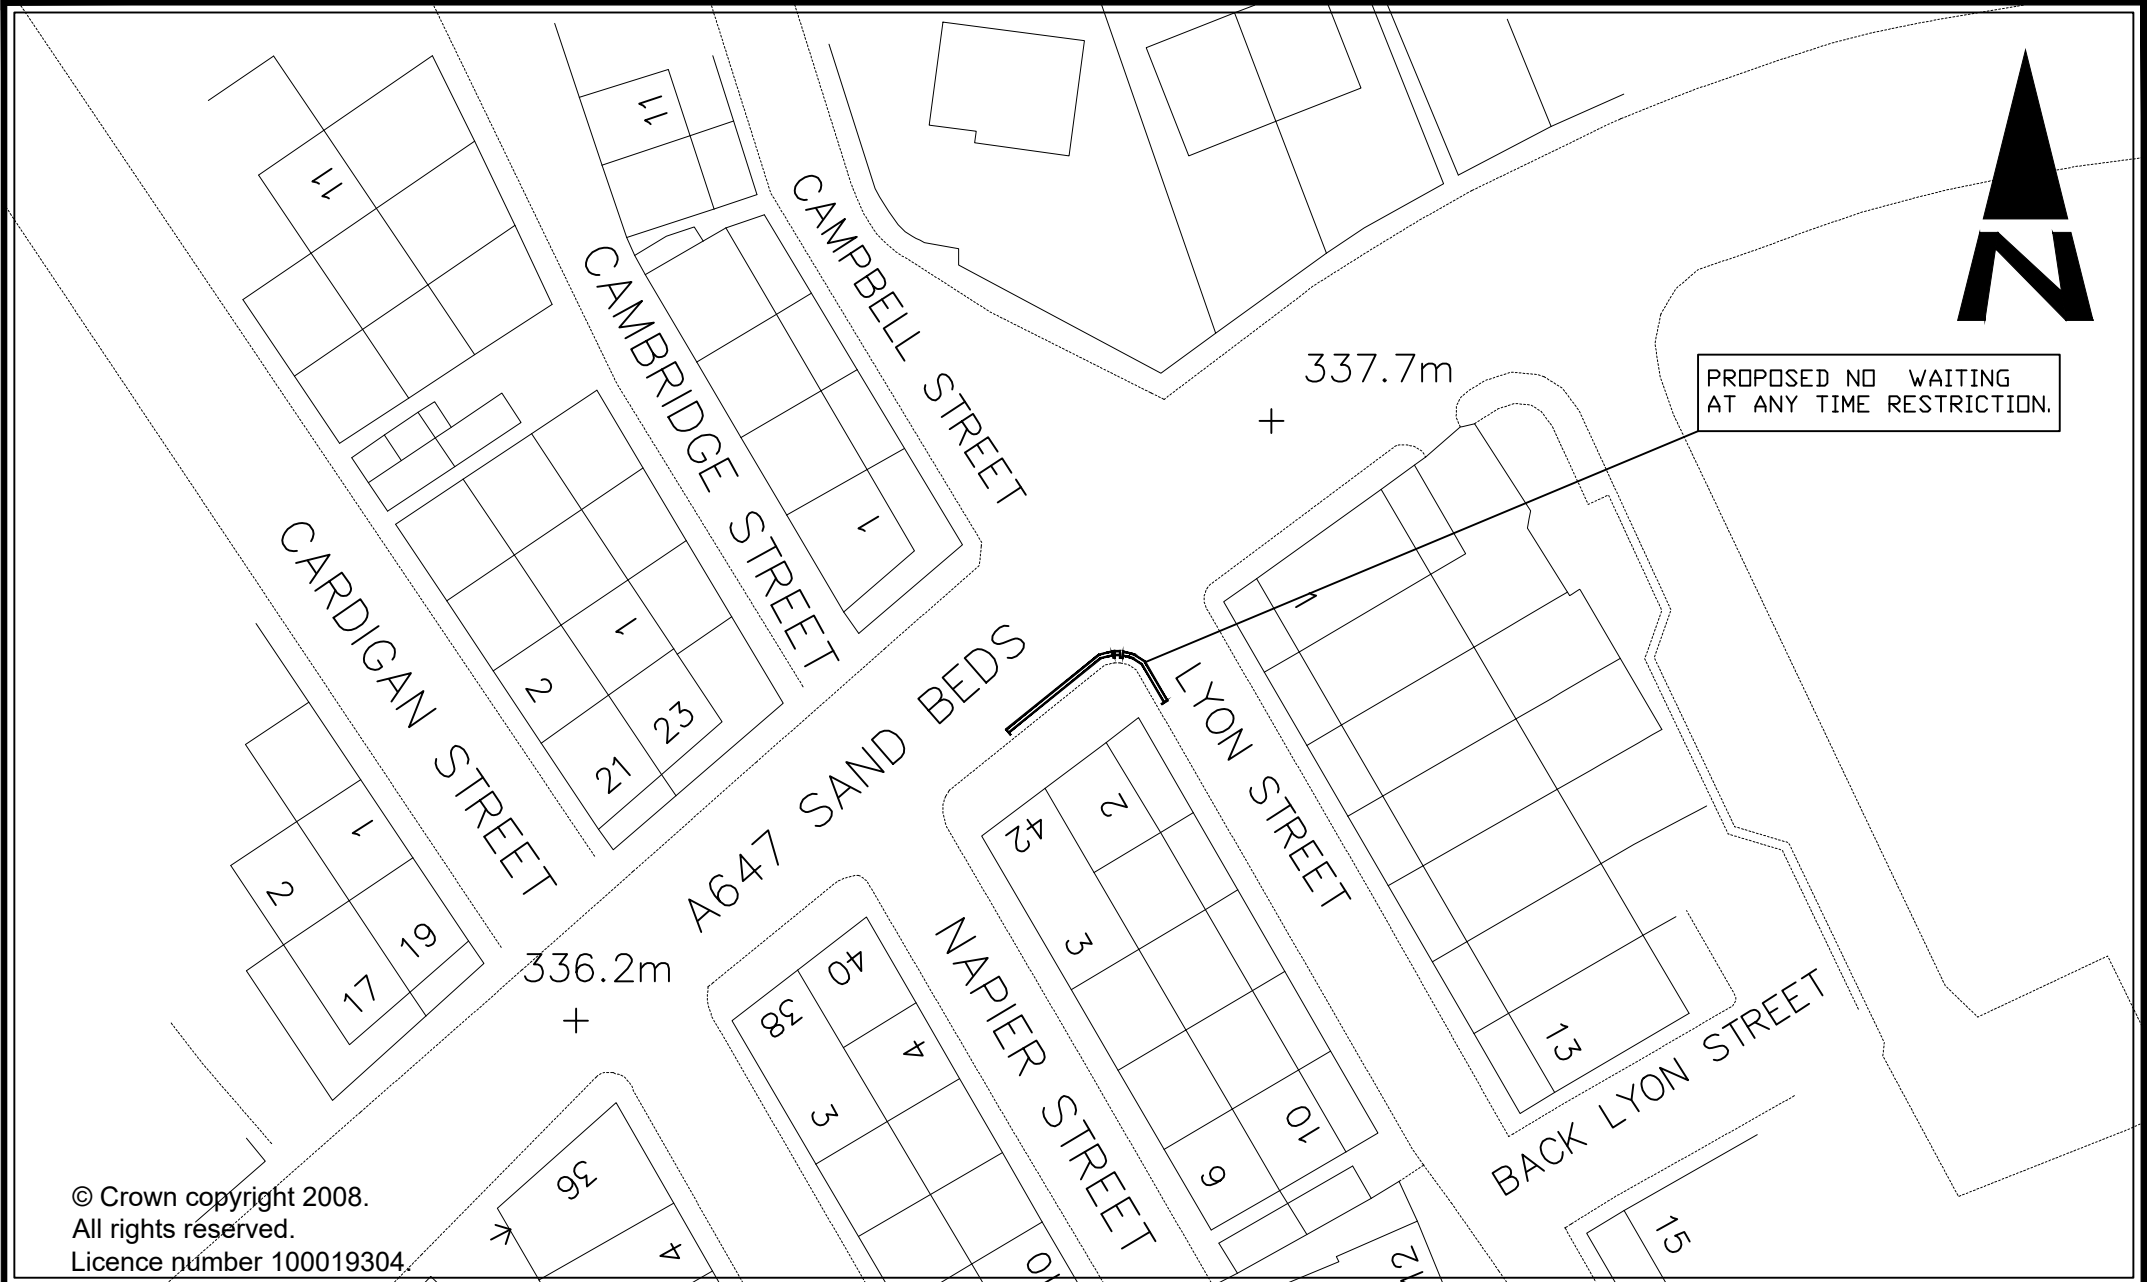 11
11
CAMPBELL STREET
CAMBRIDGE STREET
N
337.7m
PROPOSED NO WAITING
AT ANY TIME RESTRICTION.
1
1
1
CARDIGAN STREET
2
23
21
A647 SAND BEDS
LYON STREET
1
2
19
17
42
2
3
336.2m
40
38
4
3
NAPIER STREET
10
9
13
BACK LYON STREET
36
4
10
12
15
© Crown copyright 2008.
All rights reserved.
Licence number 100019304.